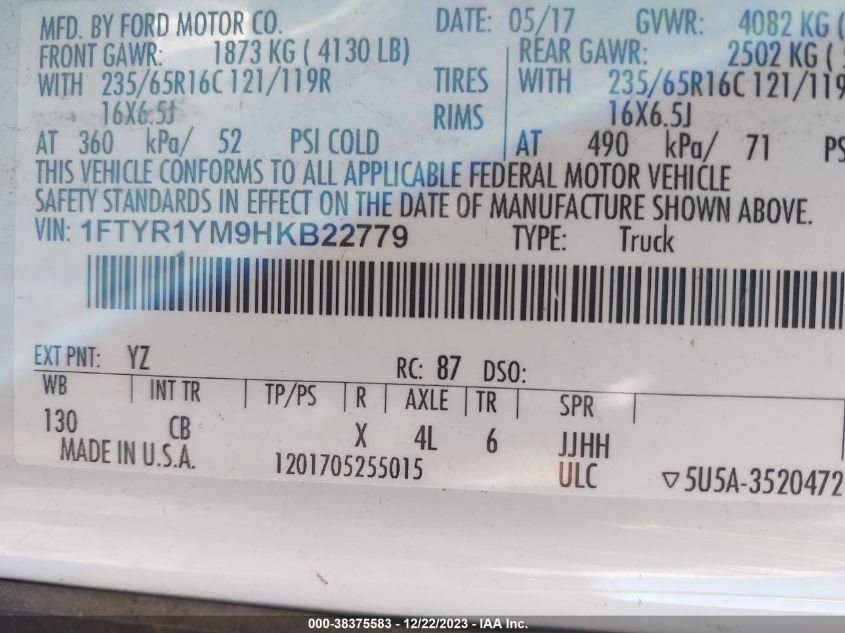 MFD. BY FORD MOTOR CO. DATE: 05/17 GVWR: 4082 KG (
FRONT GAWR: 1873 KG ( 4130 LB) REAR GAWR: 2502 KG (
WITH 235/65R16C 121/119R TIRES WITH 235/65R16C 121/119
16X6.5J RIMS 16X6.5J
AT 360 kPa/ 52 PSI COLD AT 490 kPa/ 71 PS
THIS VEHICLE CONFORMS TO ALL APPLICABLE FEDERAL MOTOR VEHICLE
SAFETY STANDARDS IN EFFECT ON THE DATE OF MANUFACTURE SHOWN ABOVE.
VIN: 1FTYR1YM9HKB22779 TYPE: Truck
EXT PNT: YZ RC: 87 DSO:
WB INT TR TP/PS R AXLE TR SPR
130 CB X 4L 6 JJHH
MADE IN U.S.A. 1201705255015 ULC ▽5U5A-3520472
000-38375583 - 12/22/2023 - IAA Inc.